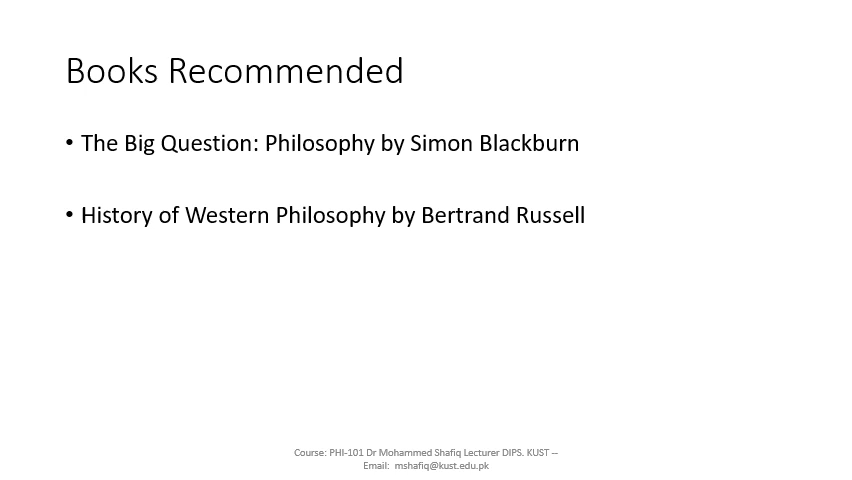 Books Recommended
• The Big Question: Philosophy by Simon Blackburn
• History of Western Philosophy by Bertrand Russell
Course: PHI-101 Dr Mohammed Shafiq Lecturer DIPS. KUST --
Email:  mshafiq@kust.edu.pk